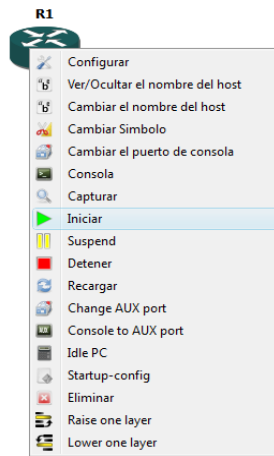 R1
Configurar
Ver/Ocultar el nombre del host
Cambiar el nombre del host
Cambiar Simbolo
Cambiar el puerto de consola
Consola
Capturar
Iniciar
Suspend
Detener
Recargar
Change AUX port
Console to AUX port
Idle PC
Startup-config
Eliminar
Raise one layer
Lower one layer